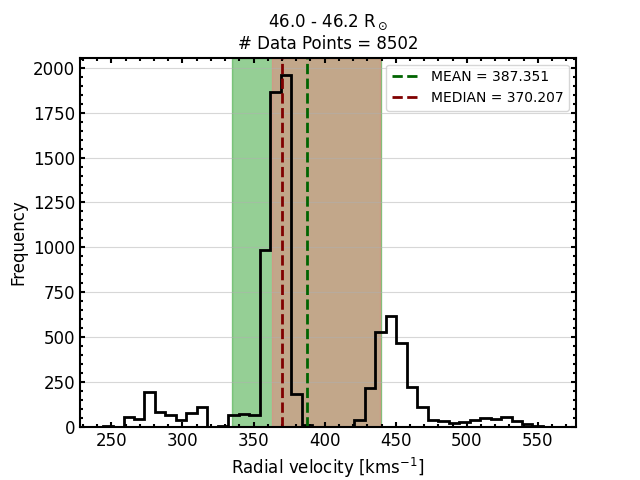 46.0 - 46.2 R⊙
# Data Points = 8502
MEAN = 387.351
MEDIAN = 370.207
Frequency
2000
1750
1500
1250
1000
750
500
250
0
250 300 350 400 450 500 550
Radial velocity [kms⁻¹]